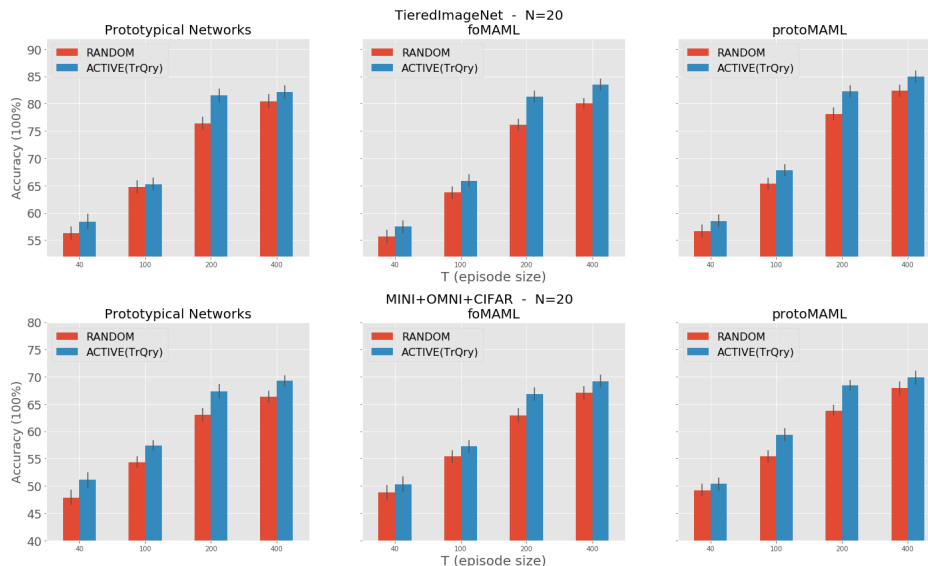 TieredImageNet - N=20
Prototypical Networks
foMAML
protoMAML
Accuracy (100%)
90
85
80
75
70
65
60
55
RANDOM
ACTIVE(TrQry)
RANDOM
ACTIVE(TrQry)
RANDOM
ACTIVE(TrQry)
40 100 200 400
40 100 200 400
40 100 200 400
T (episode size)
MINI+OMNI+CIFAR - N=20
Prototypical Networks
foMAML
protoMAML
Accuracy (100%)
80
75
70
65
60
55
50
45
40
RANDOM
ACTIVE(TrQry)
RANDOM
ACTIVE(TrQry)
RANDOM
ACTIVE(TrQry)
40 100 200 400
40 100 200 400
40 100 200 400
T (episode size)